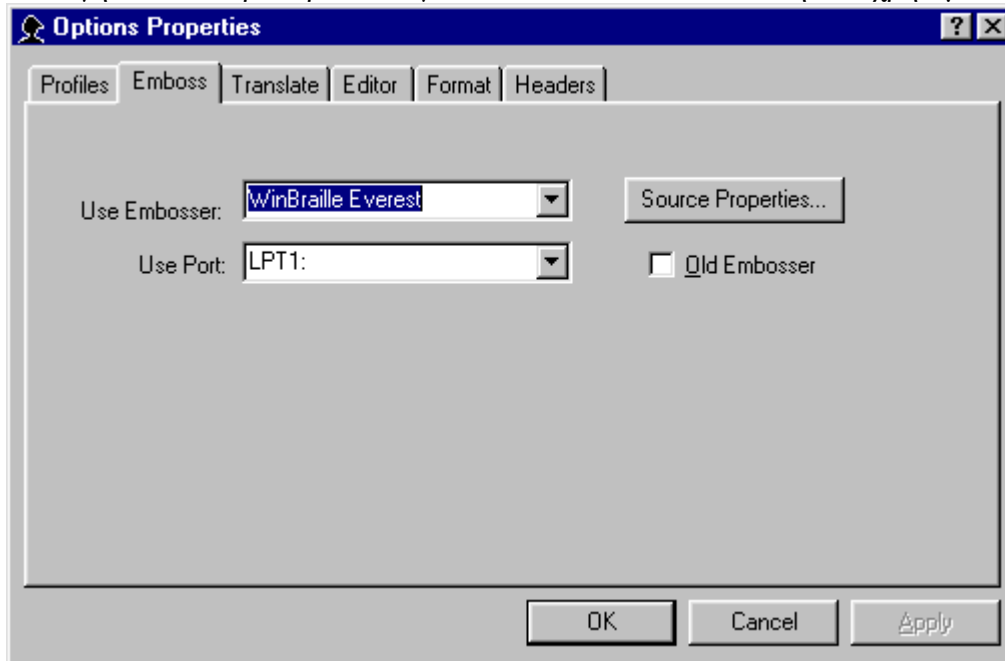 Options Properties
Profiles Emboss Translate Editor Format Headers
Use Embosser: WinBraille Everest Source Properties...
Use Port: LPT1: Old Embosser
OK Cancel Apply